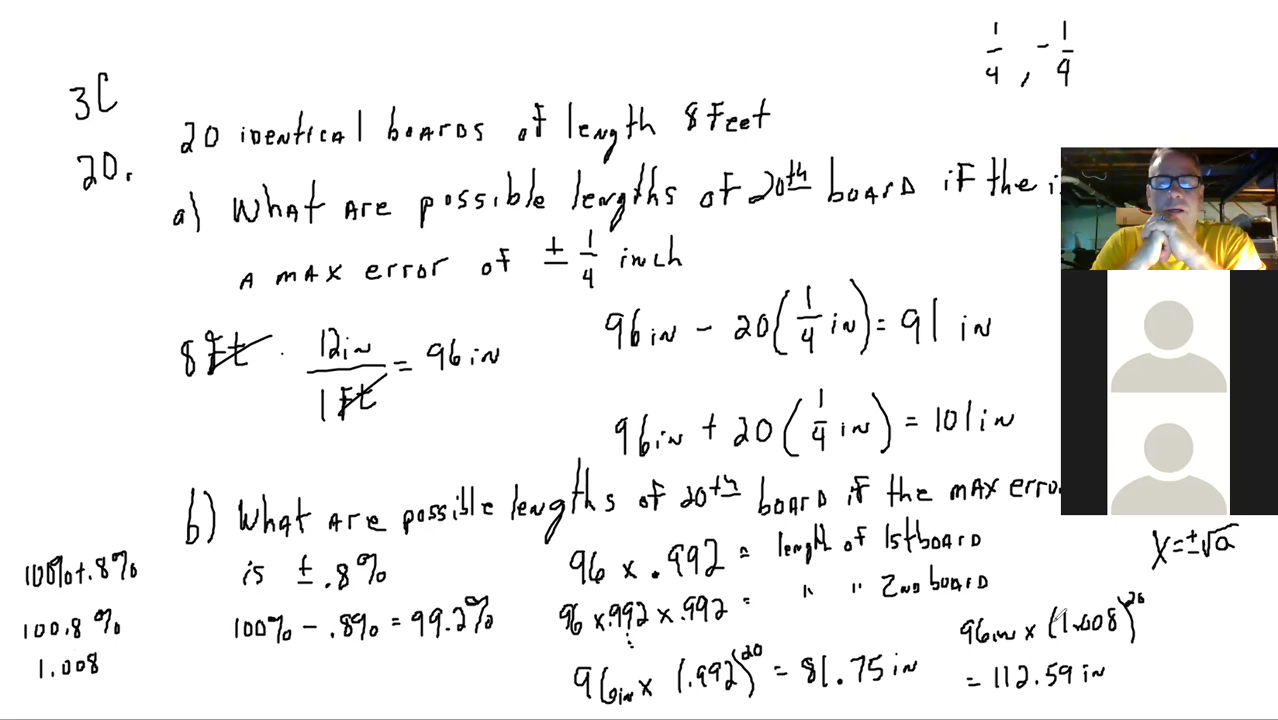 1/4 , -1/4
3C
20.
20 identical boards of length 8 feet
a) What are possible lengths of 20th board if the i
a max error of ± 1/4 inch
8 ft · 12in/1 ft = 96 in
96 in - 20(1/4 in) = 91 in
96 in + 20(1/4 in) = 101 in
b) What are possible lengths of 20th board if the max erro
is ± .8%
100% + .8%
100.8 %
1.008
100% - .8% = 99.2%
96 x .992 = length of 1st board
96 x .992 x .992 = " " 2nd board
⋮
96 in x (.992)^20 = 81.75 in
x = ±√a
96 in x (1.008)^20
= 112.59 in